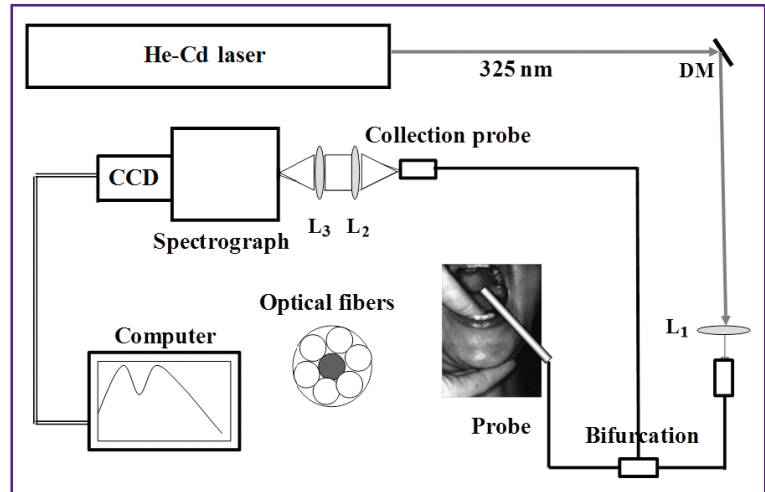 He-Cd laser
325 nm
DM
Collection probe
CCD
L3 L2
Spectrograph
L1
Optical fibers
Computer
Probe
Bifurcation